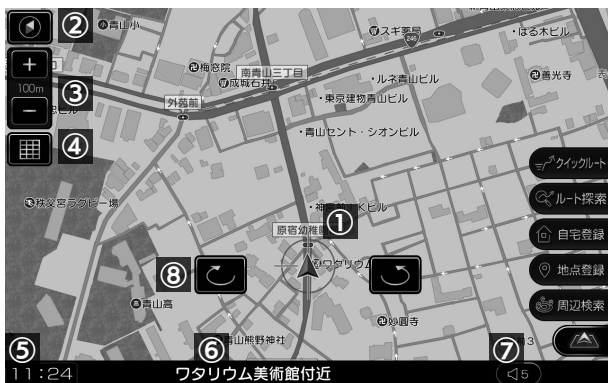 ②
青山小
スギ薬局
246
はる木ビル
梅窓院
成城石井
南青山三丁目
ルネ青山ビル
善光寺
+
100m
③
-
東京建物青山ビル
外苑前
④
青山セント・シオンビル
クイックルート
秩父宮ラグビー場
ルート探索
①
原宿幼稚園
自宅登録
⑧
ワタリウム
地点登録
青山高
妙圓寺
周辺検索
青山熊野神社
⑤
⑥
⑦
11:24
ワタリウム美術館付近
5